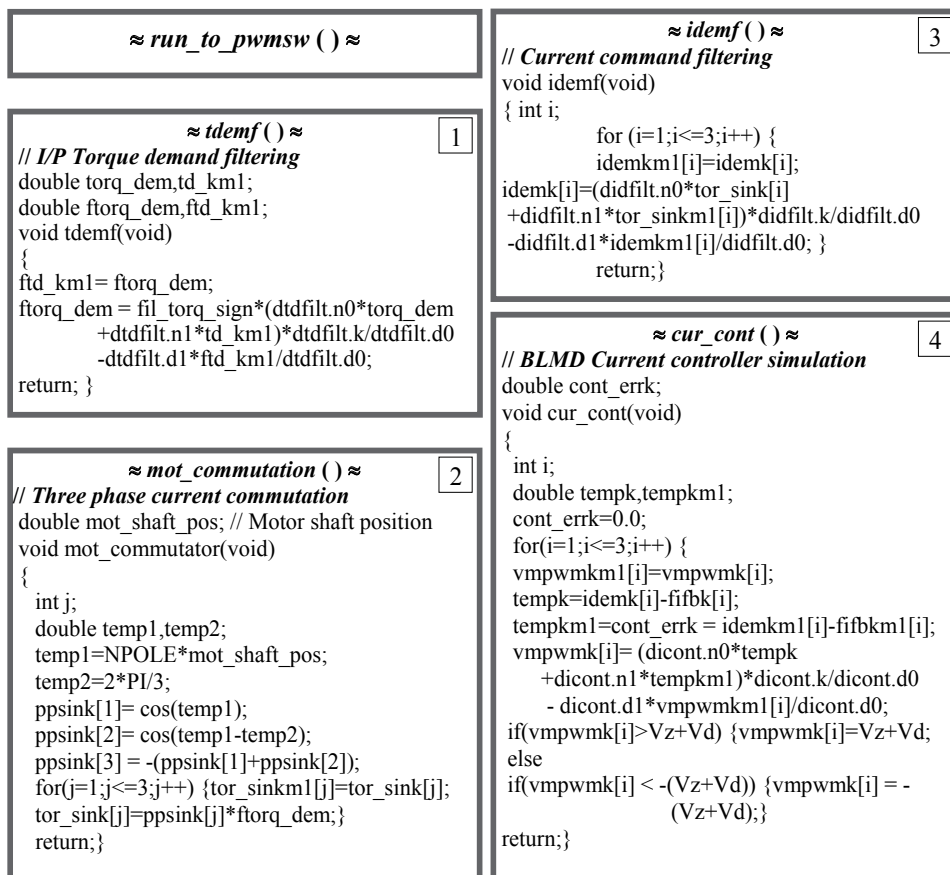 ≈ run_to_pwmsw ( ) ≈
≈ tdemf ( ) ≈
1
// I/P Torque demand filtering
double torq_dem,td_km1;
double ftorq_dem,ftd_km1;
void tdemf(void)
{
ftd_km1= ftorq_dem;
ftorq_dem = fil_torq_sign*(dtdfilt.n0*torq_dem
+dtdfilt.n1*td_km1)*dtdfilt.k/dtdfilt.d0
-dtdfilt.d1*ftd_km1/dtdfilt.d0;
return; }
≈ mot_commutation ( ) ≈
2
// Three phase current commutation
double mot_shaft_pos; // Motor shaft position
void mot_commutator(void)
{
int j;
double temp1,temp2;
temp1=NPOLE*mot_shaft_pos;
temp2=2*PI/3;
ppsink[1]= cos(temp1);
ppsink[2]= cos(temp1-temp2);
ppsink[3] = -(ppsink[1]+ppsink[2]);
for(j=1;j<=3;j++) {tor_sinkm1[j]=tor_sink[j];
tor_sink[j]=ppsink[j]*ftorq_dem;}
return;}
≈ idemf ( ) ≈
3
// Current command filtering
void idemf(void)
{ int i;
for (i=1;i<=3;i++) {
idemkm1[i]=idemk[i];
idemk[i]=(didfilt.n0*tor_sink[i]
+didfilt.n1*tor_sinkm1[i])*didfilt.k/didfilt.d0
-didfilt.d1*idemkm1[i]/didfilt.d0; }
return;}
≈ cur_cont ( ) ≈
4
// BLMD Current controller simulation
double cont_errk;
void cur_cont(void)
{
int i;
double tempk,tempkm1;
cont_errk=0.0;
for(i=1;i<=3;i++) {
vmpwmkm1[i]=vmpwmk[i];
tempk=idemk[i]-fifbk[i];
tempkm1=cont_errk = idemkm1[i]-fifbkm1[i];
vmpwmk[i]= (dicont.n0*tempk
+dicont.n1*tempkm1)*dicont.k/dicont.d0
- dicont.d1*vmpwmkm1[i]/dicont.d0;
if(vmpwmk[i]>Vz+Vd) {vmpwmk[i]=Vz+Vd;
else
if(vmpwmk[i] < -(Vz+Vd)) {vmpwmk[i] = -
(Vz+Vd);}
return;}